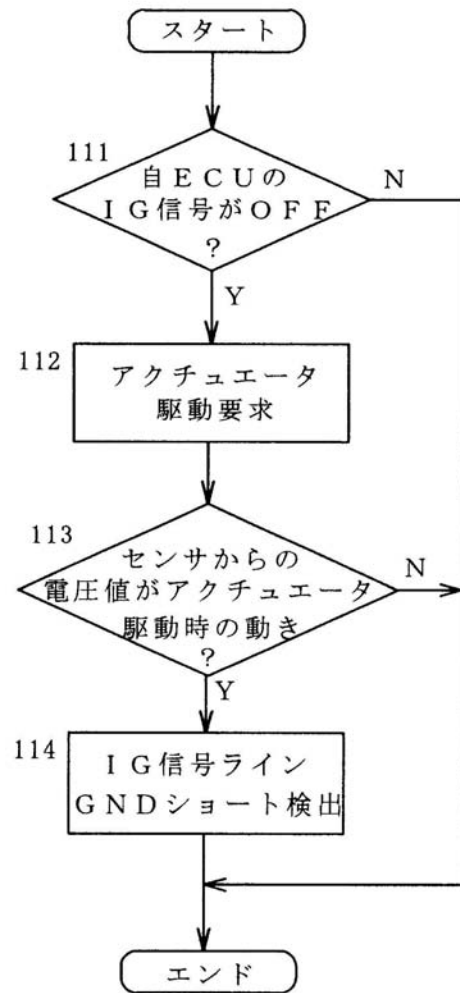 スタート
111
自ECUの
IG信号がOFF
?
N
Y
112
アクチュエータ
駆動要求
113
センサからの
電圧値がアクチュエータ
駆動時の動き
?
N
Y
114
IG信号ライン
GNDショート検出
エンド